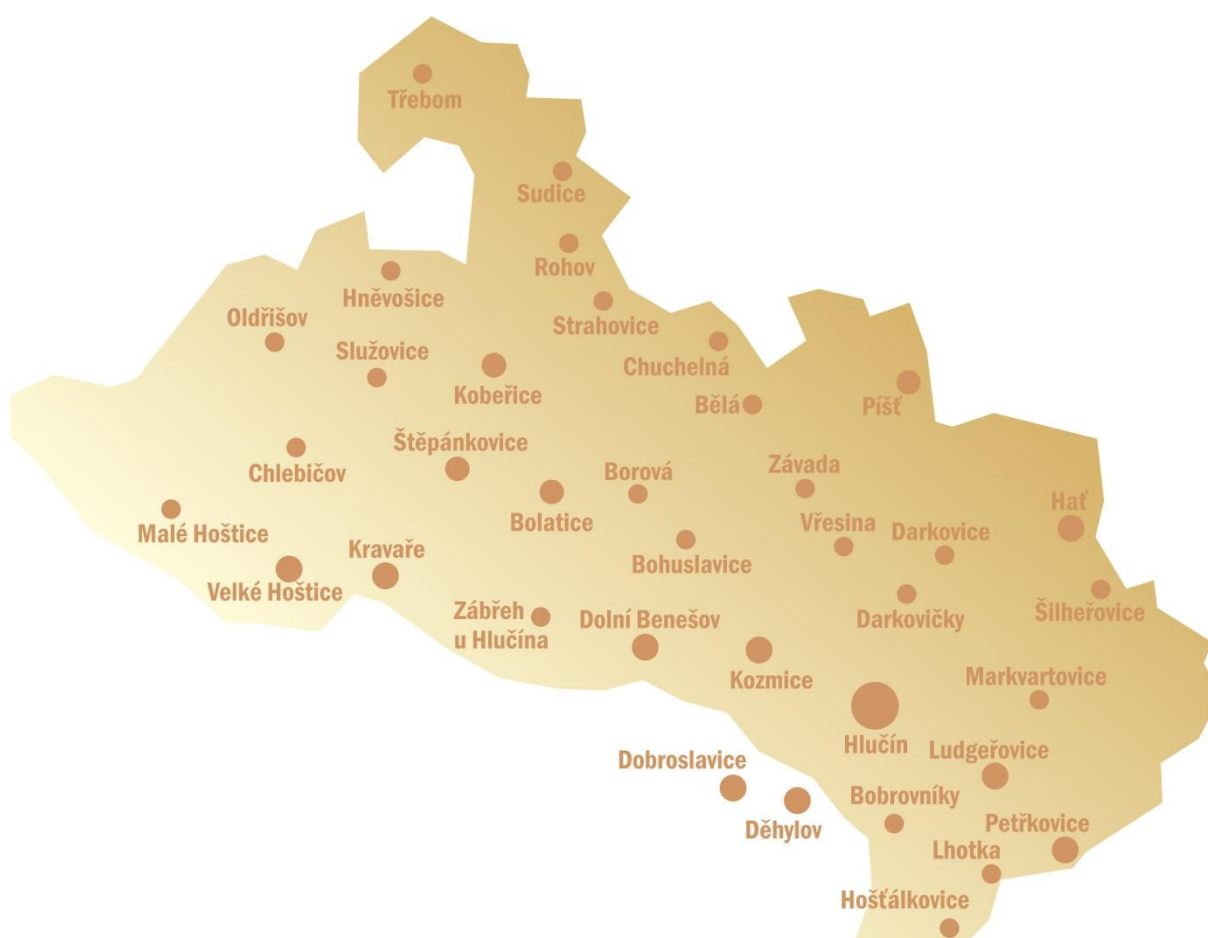 Třebom
Sudice
Rohov
Hněvošice
Oldřišov
Strahovice
Služovice
Chuchelná
Kobeřice
Bělá
Píšť
Štěpánkovice
Chlebičov
Borová
Závada
Hať
Bolatice
Vřesina
Malé Hoštice
Darkovice
Kravaře
Bohuslavice
Velké Hoštice
Zábřeh
u Hlučína
Dolní Benešov
Darkovičky
Šilheřovice
Kozmice
Markvartovice
Hlučín
Ludgeřovice
Dobroslavice
Bobrovníky
Děhylov
Petřkovice
Lhotka
Hošťálkovice